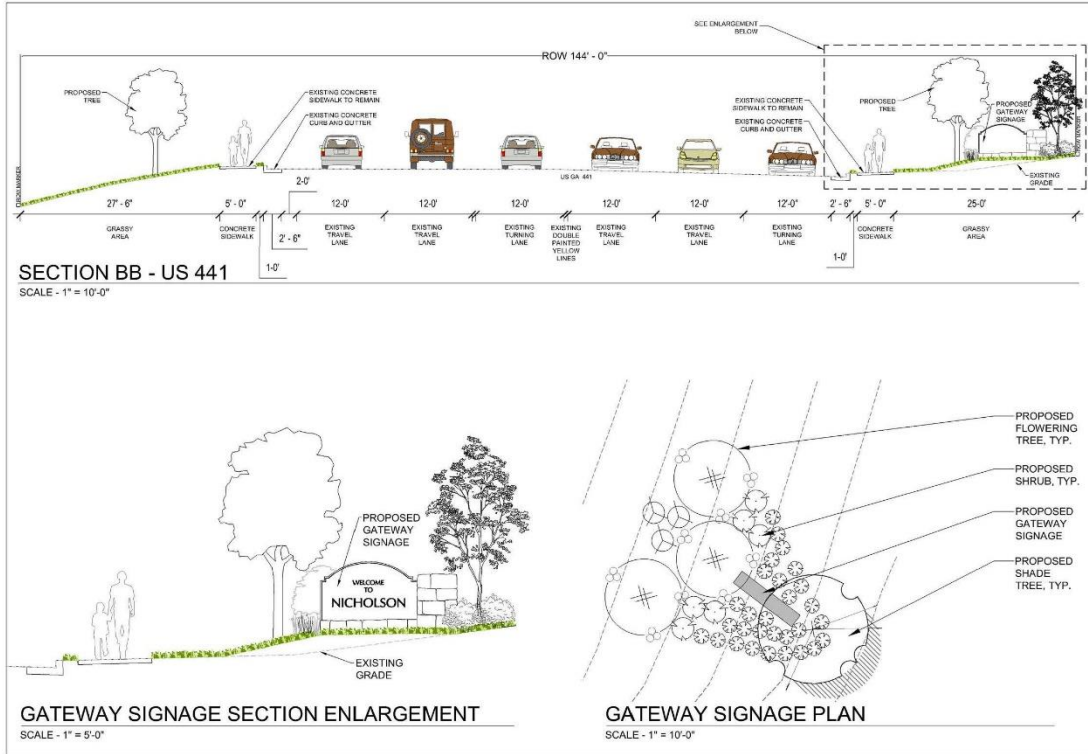 SEE ENLARGEMENT
BELOW
ROW 144' - 0"
PROPOSED
TREE
EXISTING CONCRETE
SIDEWALK TO REMAIN
EXISTING CONCRETE
CURB AND GUTTER
EXISTING CONCRETE
SIDEWALK TO REMAIN
EXISTING CONCRETE
CURB AND GUTTER
PROPOSED
TREE
PROPOSED
GATEWAY
SIGNAGE
EXISTING
GRADE
US GA 441
2-0'
27' - 6"
5' - 0"
12-0'
12-0'
12-0'
12-0'
12-0'
12'-0'
2' - 6"
5' - 0"
25-0'
GRASSY
AREA
CONCRETE
SIDEWALK
2' - 6"
1-0'
EXISTING
TRAVEL
LANE
EXISTING
TRAVEL
LANE
EXISTING
TURNING
LANE
EXISTING
DOUBLE
PAINTED
YELLOW
LINES
EXISTING
TRAVEL
LANE
EXISTING
TRAVEL
LANE
EXISTING
TURNING
LANE
1-0'
CONCRETE
SIDEWALK
GRASSY
AREA
SECTION BB - US 441
SCALE - 1" = 10'-0"
PROPOSED
GATEWAY
SIGNAGE
WELCOME
TO
NICHOLSON
EXISTING
GRADE
GATEWAY SIGNAGE SECTION ENLARGEMENT
SCALE - 1" = 5'-0"
PROPOSED
FLOWERING
TREE, TYP.
PROPOSED
SHRUB, TYP.
PROPOSED
GATEWAY
SIGNAGE
PROPOSED
SHADE
TREE, TYP.
GATEWAY SIGNAGE PLAN
SCALE - 1" = 10'-0"